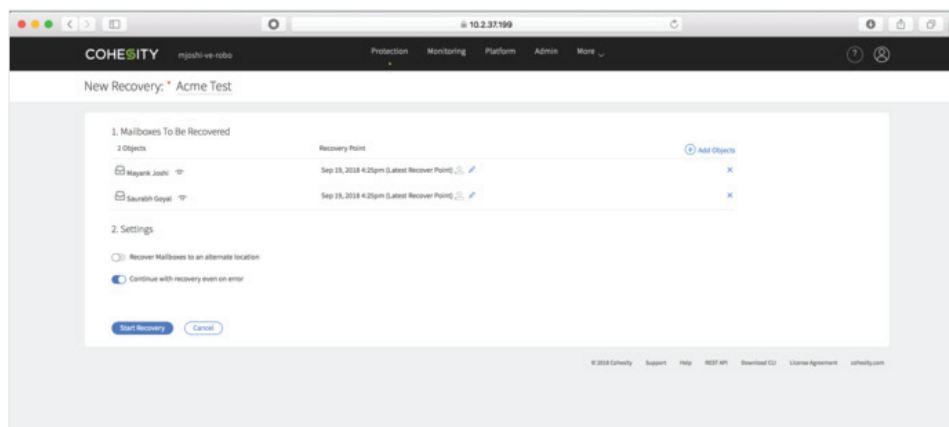 10.2.37.199
COHESITY mjoshi-ve-robo Protection Monitoring Platform Admin More ?
New Recovery: * Acme Test
1. Mailboxes To Be Recovered
2 Objects Recovery Point Add Objects
Mayank Joshi Sep 19, 2018 4:25pm (Latest Recover Point)
Saurabh Goyal Sep 19, 2018 4:25pm (Latest Recover Point)
2. Settings
Recover Mailboxes to an alternate location
Continue with recovery even on error
Start Recovery Cancel
© 2018 Cohesity Support Help REST API Download CLI License Agreement cohesity.com